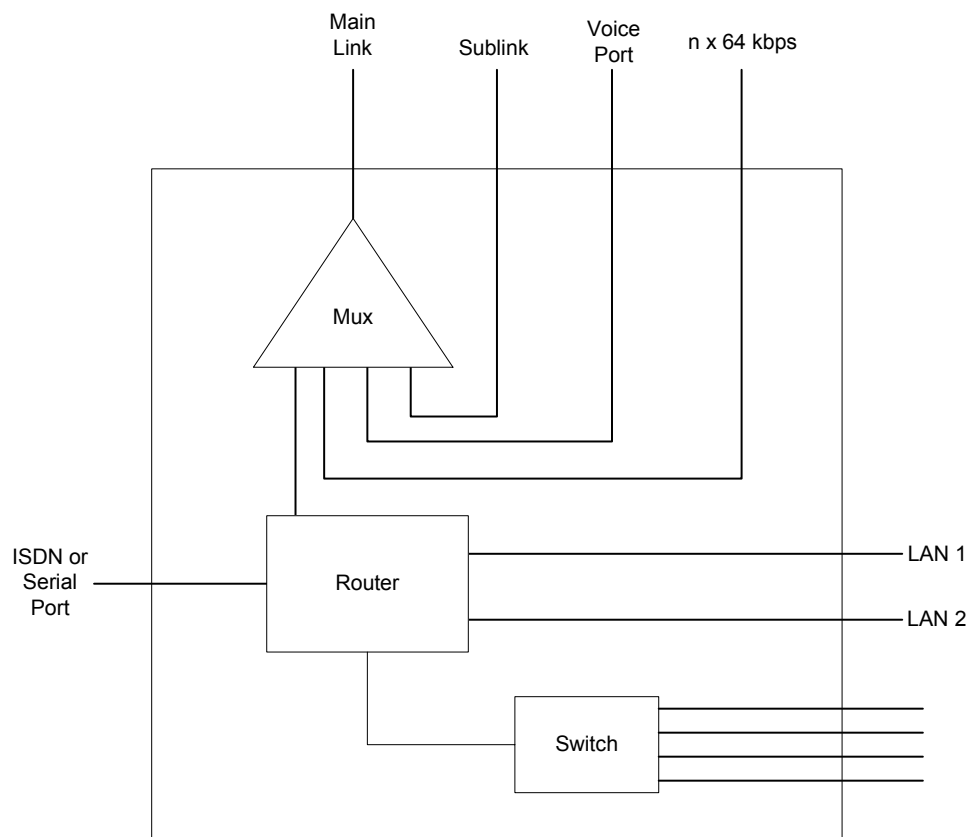 Main
Link
Sublink
Voice
Port
n x 64 kbps
Mux
ISDN or
Serial
Port
Router
LAN 1
LAN 2
Switch